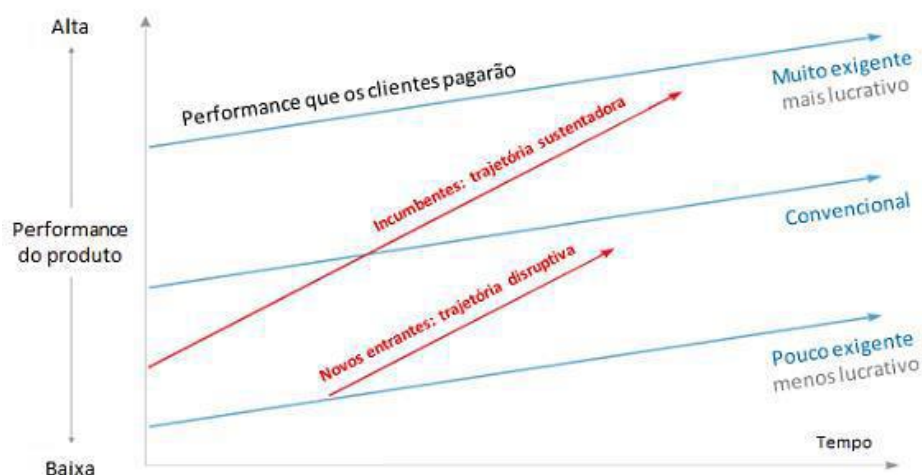 Alta
Performance que os clientes pagarão
Muito exigente
mais lucrativo
Incumbentes: trajetória sustentadora
Convencional
Performance
do produto
Novos entrantes: trajetória disruptiva
Pouco exigente
menos lucrativo
Tempo
Baixa